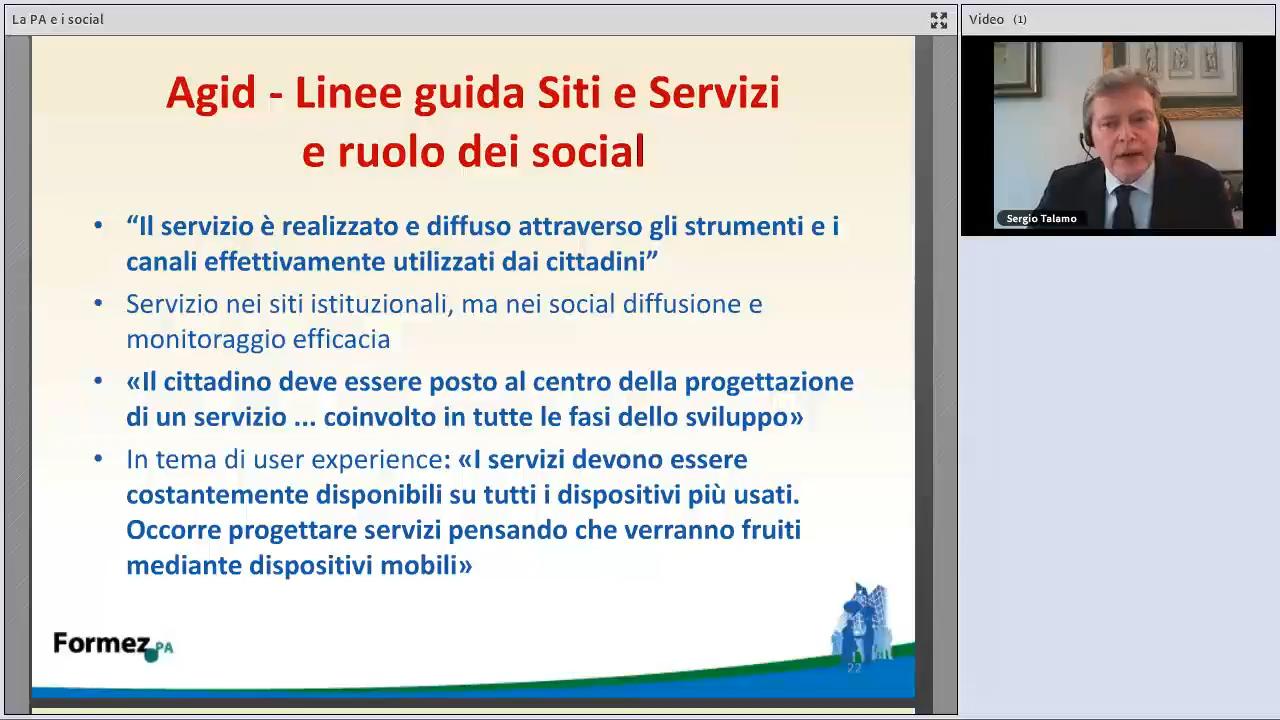 La PA e i social
Video (1)
Agid - Linee guida Siti e Servizi
e ruolo dei social
• “Il servizio è realizzato e diffuso attraverso gli strumenti e i
canali effettivamente utilizzati dai cittadini”
• Servizio nei siti istituzionali, ma nei social diffusione e
monitoraggio efficacia
• «Il cittadino deve essere posto al centro della progettazione
di un servizio ... coinvolto in tutte le fasi dello sviluppo»
• In tema di user experience: «I servizi devono essere
costantemente disponibili su tutti i dispositivi più usati.
Occorre progettare servizi pensando che verranno fruiti
mediante dispositivi mobili»
Formez PA
22
Sergio Talamo